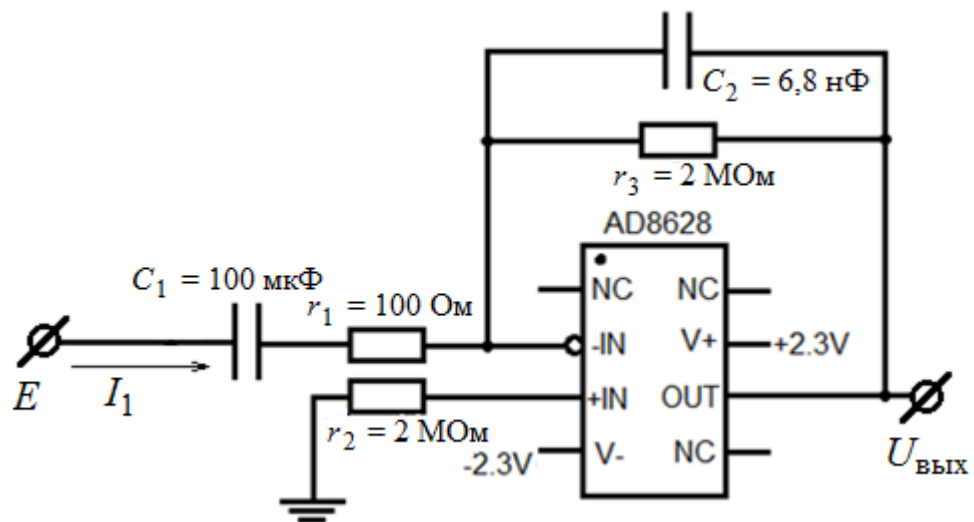 C₂ = 6,8 нФ
r₃ = 2 МОм
AD8628
C₁ = 100 мкФ
r₁ = 100 Ом
NC NC
-IN V+ +2.3V
E I₁
+IN OUT
r₂ = 2 МОм
-2.3V V- NC
Uвых